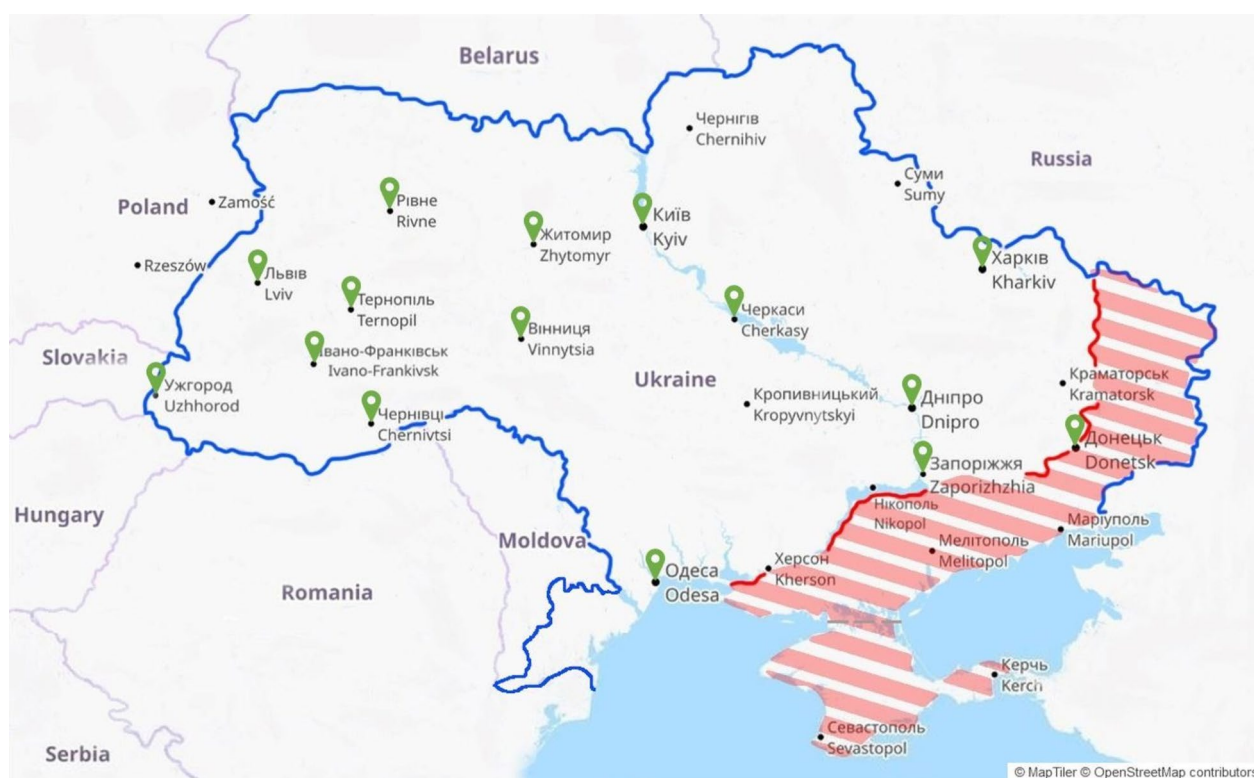 Belarus
Чернігів
Chernihiv
Russia
Суми
Sumy
Poland
Zamość
Рівне
Rivne
Київ
Kyiv
Житомир
Zhytomyr
Харків
Kharkiv
Rzeszów
Львів
Lviv
Тернопіль
Ternopil
Черкаси
Cherkasy
Вінниця
Vinnytsia
Slovakia
Івано-Франківськ
Ivano-Frankivsk
Ukraine
Ужгород
Uzhhorod
Краматорськ
Kramatorsk
Кропивницький
Kropyvnytskyi
Дніпро
Dnipro
Чернівці
Chernivtsi
Донецьк
Donetsk
Запоріжжя
Zaporizhzhia
Hungary
Нікополь
Nikopol
Маріуполь
Mariupol
Moldova
Мелітополь
Melitopol
Херсон
Kherson
Одеса
Odesa
Romania
Керчь
Kerch
Севастополь
Sevastopol
Serbia
© MapTiler © OpenStreetMap contributors